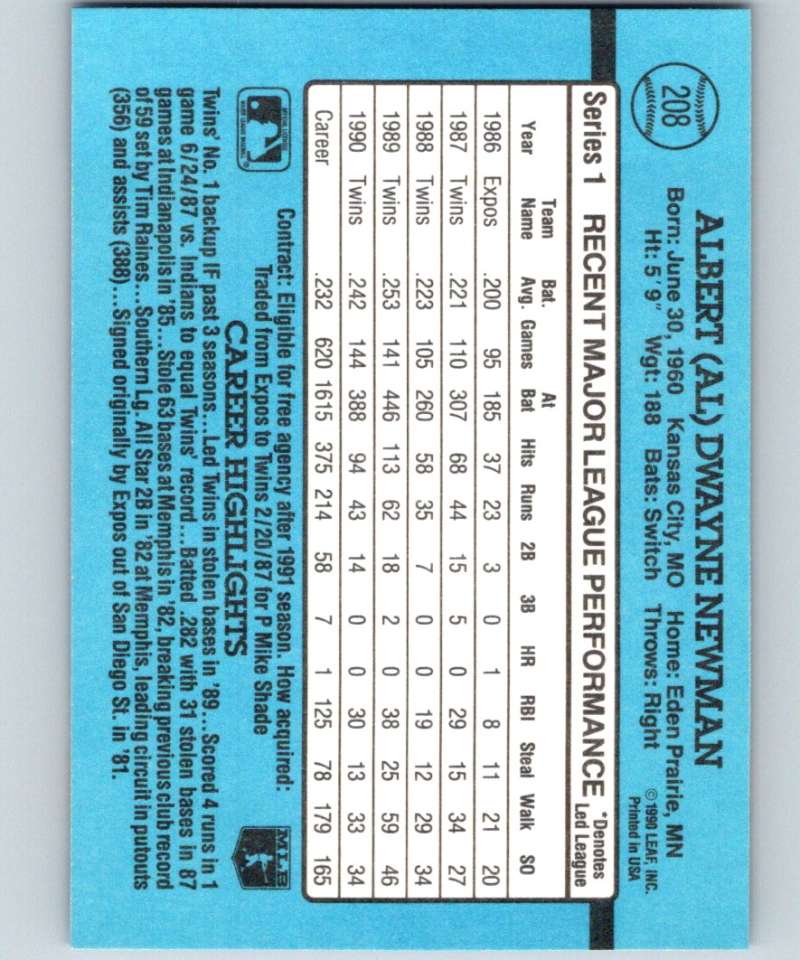 208
ALBERT (AL) DWAYNE NEWMAN
Born: June 30, 1960 Kansas City, MO Home: Eden Prairie, MN
Ht: 5' 9" Wgt: 188 Bats: Switch Throws: Right
© 1990 LEAF, INC.
Printed in USA
Series 1 RECENT MAJOR LEAGUE PERFORMANCE *Denotes Led League
Year Team Name Bat. Avg. Games At Bat Hits Runs 2B 3B HR RBI Steal Walk SO
1986 Expos .200 95 185 37 23 3 0 1 8 11 21 20
1987 Twins .221 110 307 68 44 15 5 0 29 15 34 27
1988 Twins .223 105 260 58 35 7 0 0 19 12 29 34
1989 Twins .253 141 446 113 62 18 2 0 38 25 59 46
1990 Twins .242 144 388 94 43 14 0 0 30 13 33 34
Career .232 620 1615 375 214 58 7 1 125 78 179 165
Contract: Eligible for free agency after 1991 season. How acquired:
Traded from Expos to Twins 2/20/87 for P Mike Shade
MLB
CAREER HIGHLIGHTS
Twins' No. 1 backup IF past 3 seasons...Led Twins in stolen bases in '89...Scored 4 runs in 1
game 6/24/87 vs. Indians to equal Twins' record...Batted .282 with 31 stolen bases in 87
games at Indianapolis in '85...Stole 63 bases at Memphis in '82, breaking previous club record
of 59 set by Tim Raines...Southern Lg. All Star 2B in '82 at Memphis, leading circuit in putouts
(356) and assists (388)...Signed originally by Expos out of San Diego St. in '81.